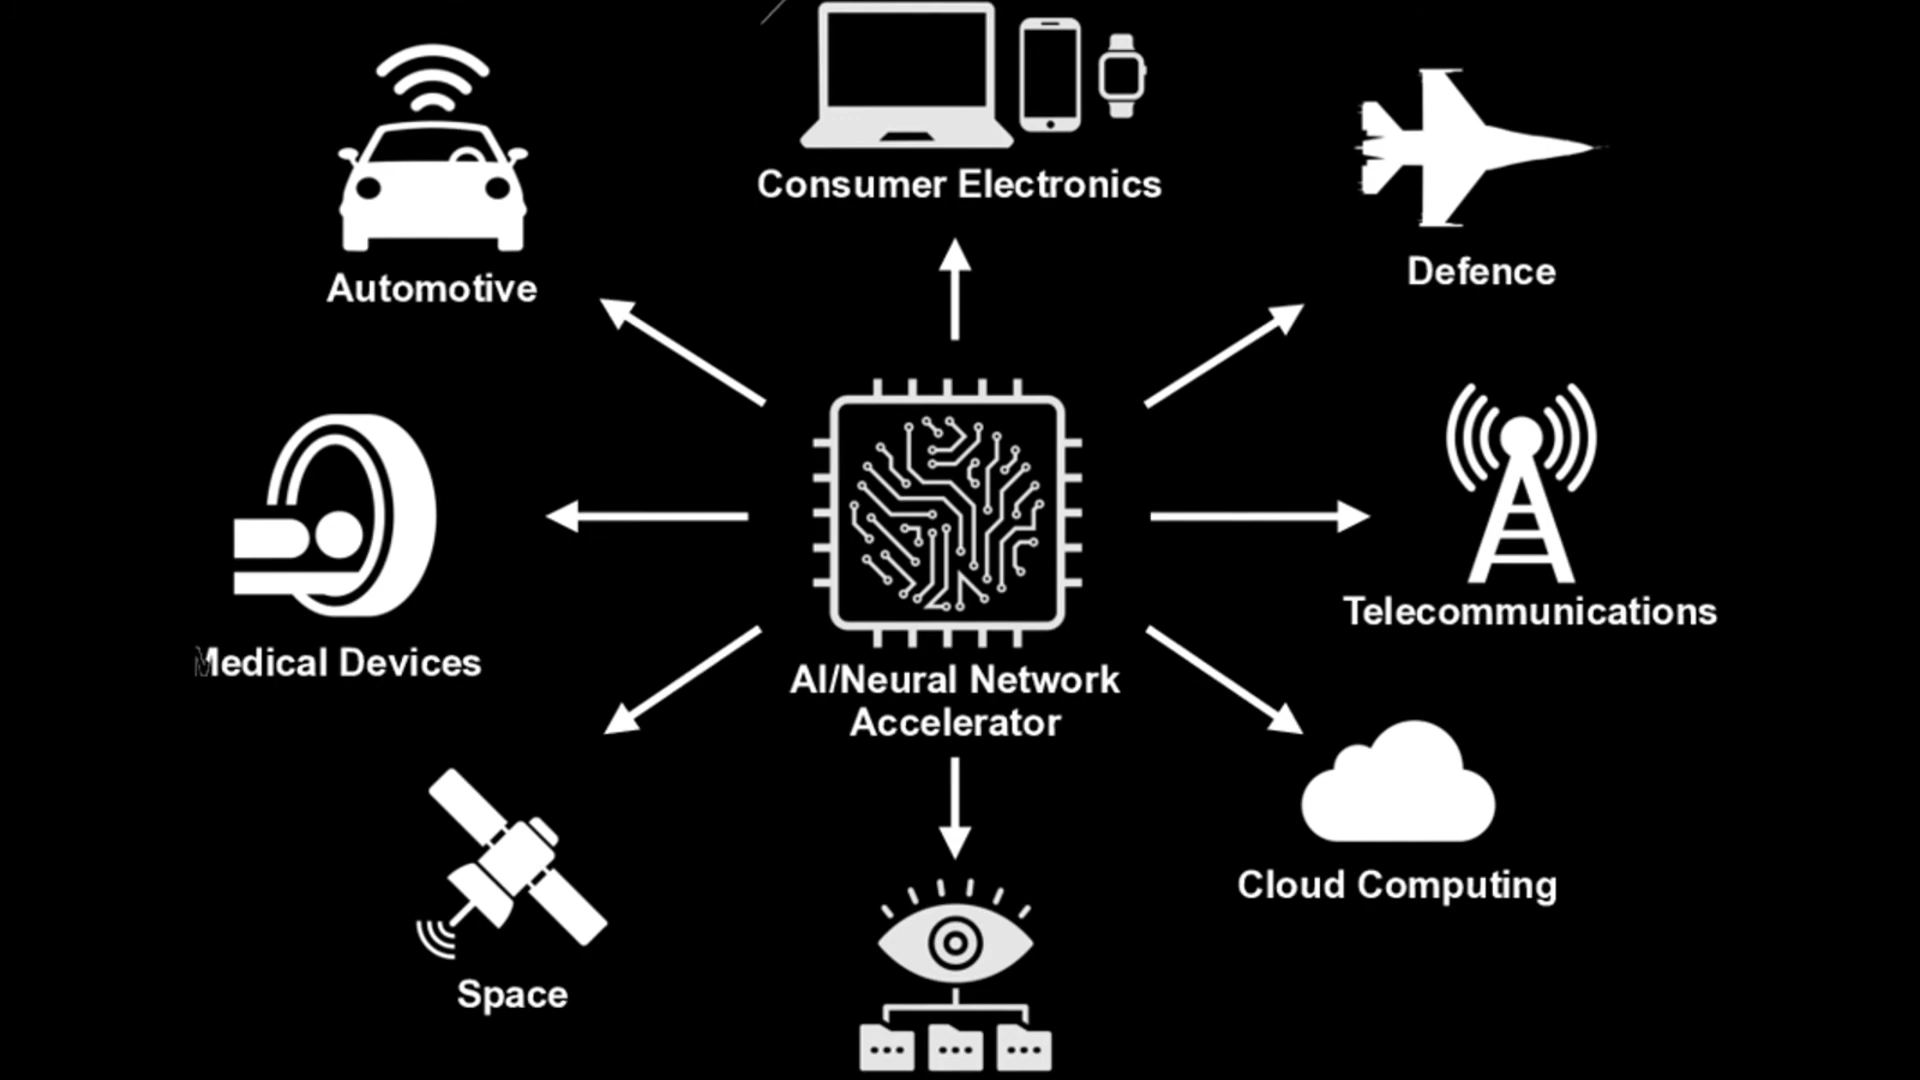 Consumer Electronics
Automotive
Defence
Medical Devices
Telecommunications
AI/Neural Network
Accelerator
Cloud Computing
Space